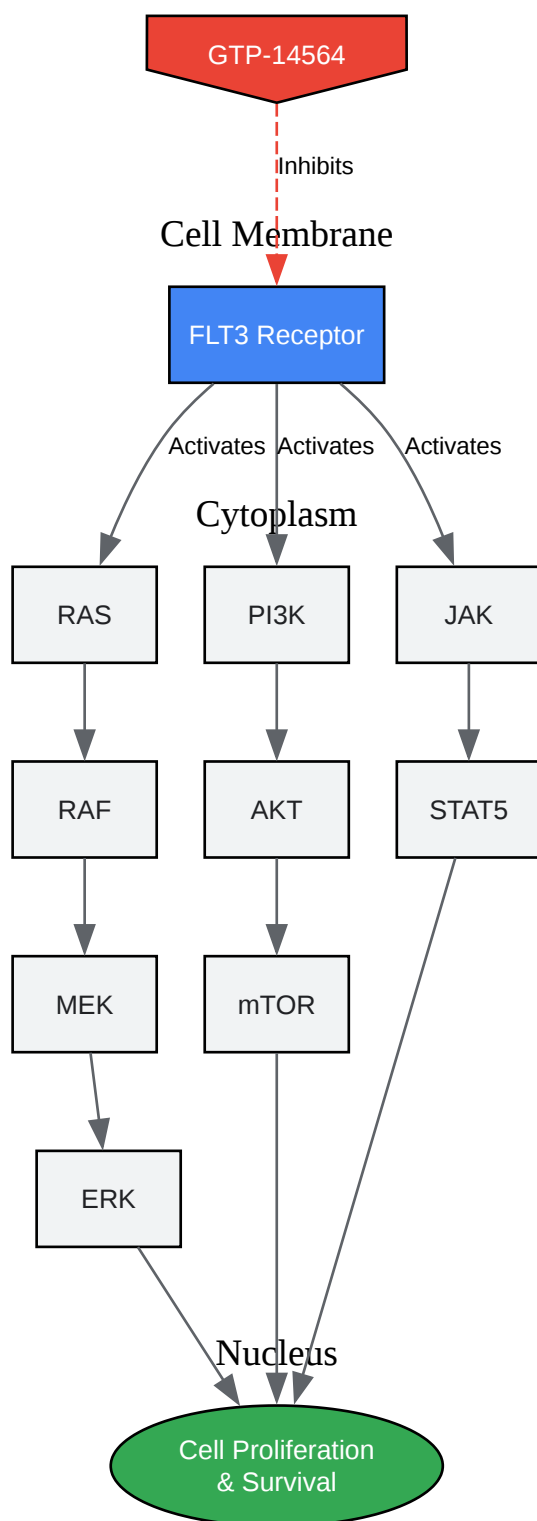 GTP-14564
Inhibits
Cell Membrane
FLT3 Receptor
Activates
Activates
Activates
Cytoplasm
RAS
PI3K
JAK
RAF
AKT
STAT5
MEK
mTOR
ERK
Nucleus
Cell Proliferation
& Survival